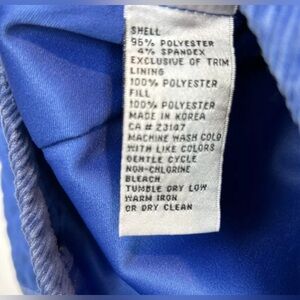 SHELL
96% POLYESTER
4% SPANDEX
EXCLUSIVE OF TRIM
LINING
100% POLYESTER
FILL
100% POLYESTER
MADE IN KOREA
CA # 23107
MACHINE WASH COLD
WITH LIKE COLORS
GENTLE CYCLE
NON-CHLORINE
BLEACH
TUMBLE DRY LOW
WARM IRON
OR DRY CLEAN